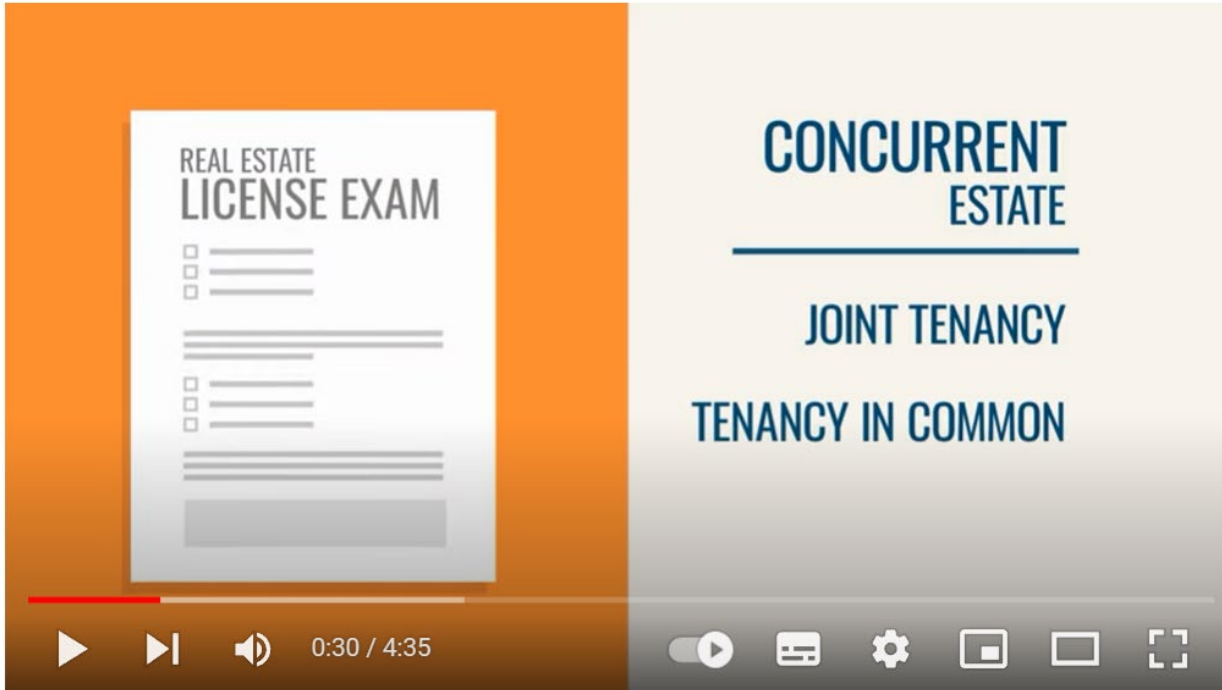 REAL ESTATE
LICENSE EXAM
CONCURRENT
ESTATE
JOINT TENANCY
TENANCY IN COMMON
0:30 / 4:35